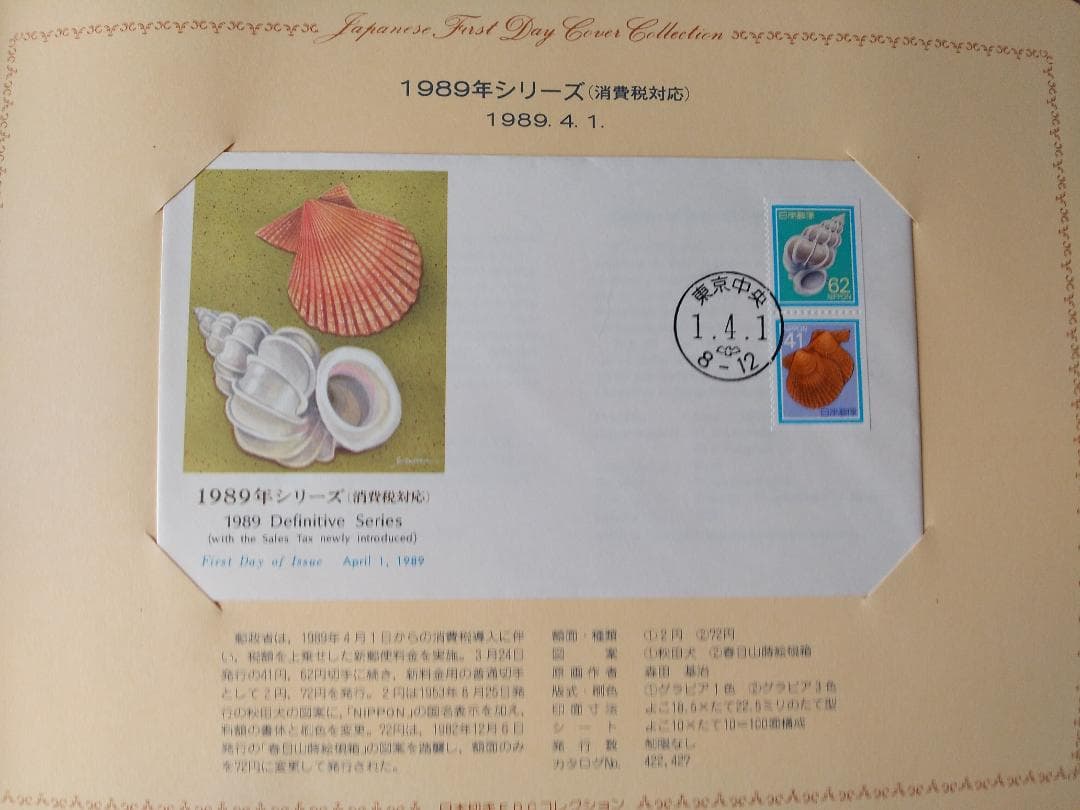 Japanese First Day Cover Collection
1989年シリーズ(消費税対応)
1989. 4. 1.
日本郵便
62
NIPPON
東京中央
1.4.1
8-12
NIPPON
41
日本郵便
1989年シリーズ(消費税対応)
1989 Definitive Series
(with the Sales Tax newly introduced)
First Day of Issue April 1, 1989
郵政省は，1989年4月1日からの消費税導入に伴
い，税額を上乗せした新郵便料金を実施。3月24日
発行の41円，62円切手に続き，新料金用の普通切手
として2円，72円を発行。2円は1953年8月25日発
行の秋田犬の図案に，「NIPPON」の国名表示を加え，
料額の書体と刷色を変更。72円は，1982年12月6日
発行の「春日山蒔絵硯箱」の図案を踏襲し，額面のみ
を72円に変更して発行された。
額面・種類 ①2円 ②72円
図案 ①秋田犬 ②春日山蒔絵硯箱
原画作者 森田 基治
版式・刷色 ①グラビア1色 ②グラビア3色
印面寸法 よこ18.5×たて22.5ミリのたて型
シート よこ10×たて10=100面構成
発行数 制限なし
カタログNo. 422,427
日本切手FDCコレクション